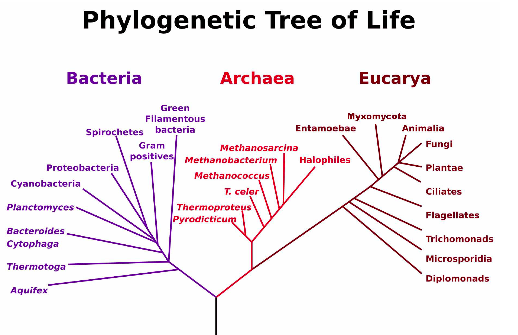 Phylogenetic Tree of Life
Bacteria
Archaea
Eucarya
Green
Filamentous
bacteria
Spirochetes
Gram
positives
Proteobacteria
Cyanobacteria
Planctomyces
Bacteroides
Cytophaga
Thermotoga
Aquifex
Methanosarcina
Methanobacterium
Halophiles
Methanococcus
T. celer
Thermoproteus
Pyrodicticum
Myxomycota
Entamoebae
Animalia
Fungi
Plantae
Ciliates
Flagellates
Trichomonads
Microsporidia
Diplomonads